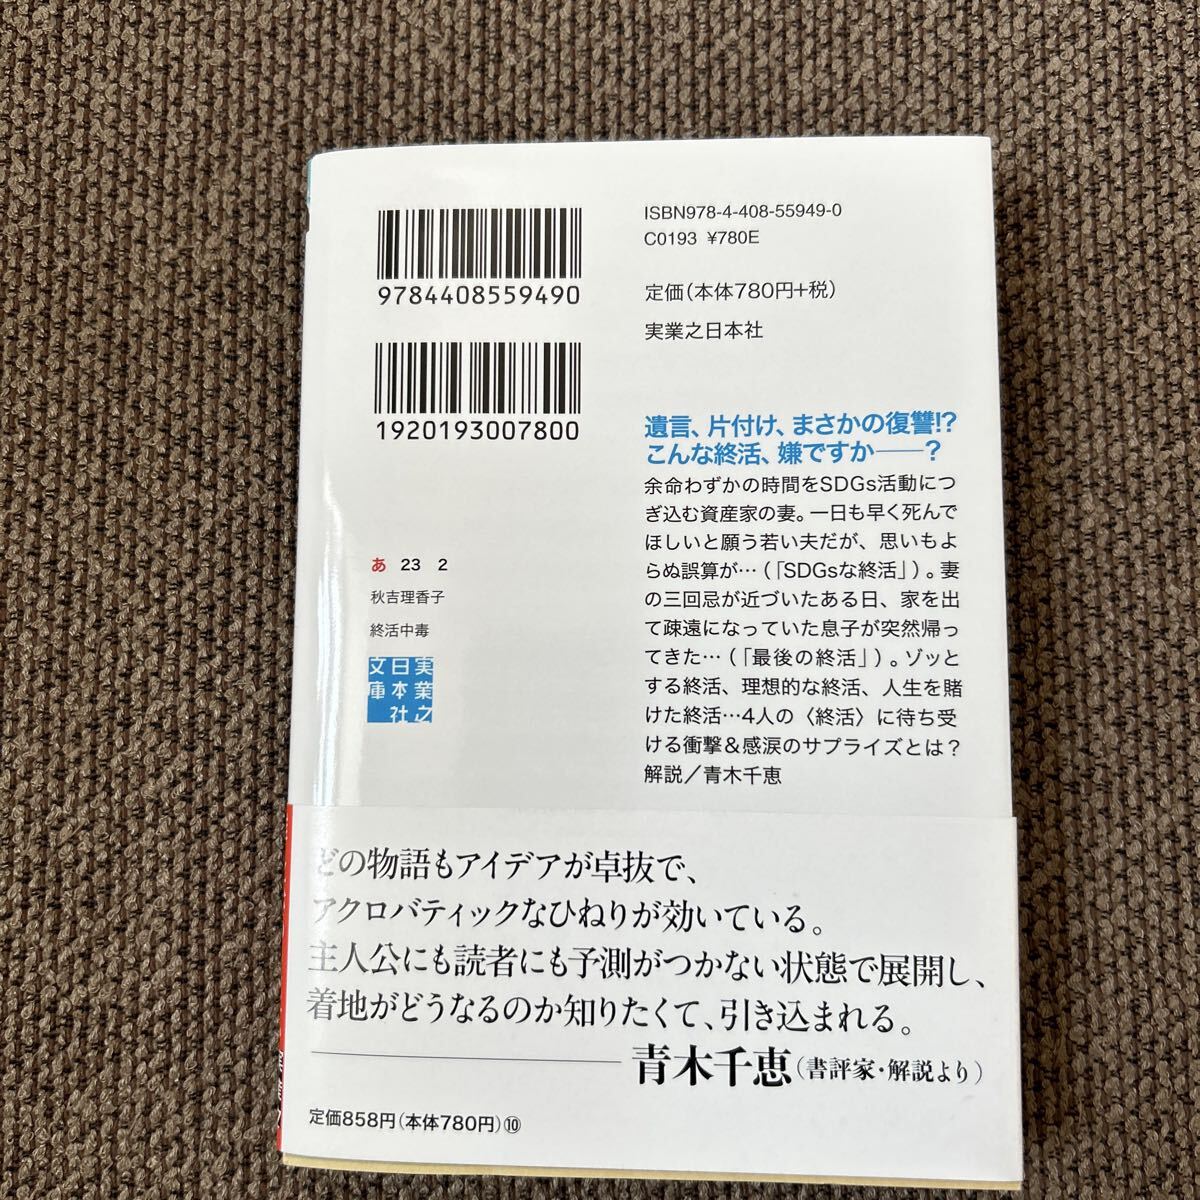 9784408559490
1920193007800
ISBN978-4-408-55949-0
C0193 ¥780E
定価(本体780円+税)
実業之日本社
遺言、片付け、まさかの復讐!?
こんな終活、嫌ですか——?
余命わずかの時間をSDGs活動につ
ぎ込む資産家の妻。一日も早く死んで
ほしいと願う若い夫だが、思いもよ
らぬ誤算が…(「SDGsな終活」)。妻
の三回忌が近づいたある日、家を出
て疎遠になっていた息子が突然帰っ
てきた…(「最後の終活」)。ゾッと
する終活、理想的な終活、人生を賭
けた終活…4人の〈終活〉に待ち受
ける衝撃&感涙のサプライズとは?
解説/青木千恵
あ 23 2
秋吉理香子
終活中毒
実業之
日本社
文庫
どの物語もアイデアが卓抜で、
アクロバティックなひねりが効いている。
主人公にも読者にも予測がつかない状態で展開し、
着地がどうなるのか知りたくて、引き込まれる。
——青木千恵(書評家・解説より)
定価858円(本体780円)⑩